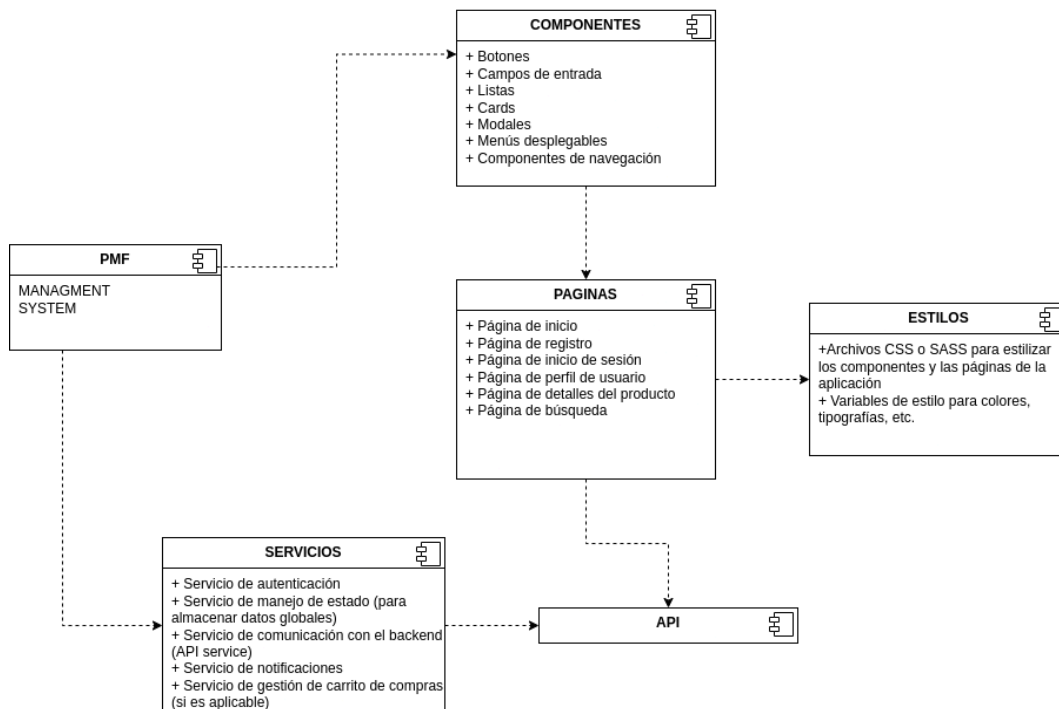 COMPONENTES
+ Botones
+ Campos de entrada
+ Listas
+ Cards
+ Modales
+ Menús desplegables
+ Componentes de navegación
PMF
MANAGMENT
SYSTEM
PAGINAS
+ Página de inicio
+ Página de registro
+ Página de inicio de sesión
+ Página de perfil de usuario
+ Página de detalles del producto
+ Página de búsqueda
ESTILOS
+Archivos CSS o SASS para estilizar
los componentes y las páginas de la
aplicación
+ Variables de estilo para colores,
tipografías, etc.
SERVICIOS
+ Servicio de autenticación
+ Servicio de manejo de estado (para
almacenar datos globales)
+ Servicio de comunicación con el backend
(API service)
+ Servicio de notificaciones
+ Servicio de gestión de carrito de compras
(si es aplicable)
API